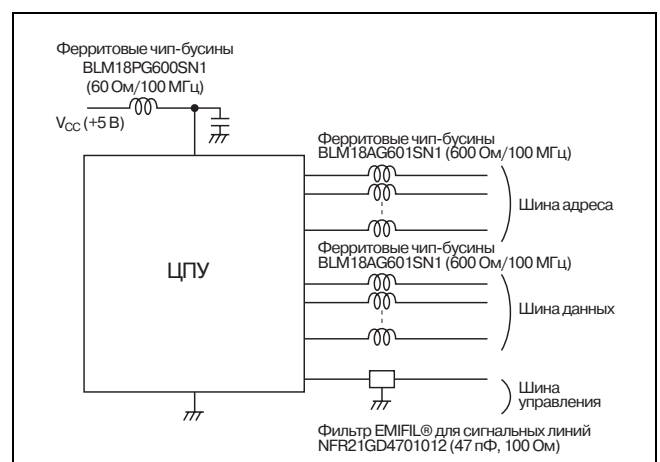 Ферритовые чип-бусины
BLM18PG600SN1
(60 Ом/100 МГц)
VCC (+5 В)
Ферритовые чип-бусины
BLM18AG601SN1 (600 Ом/100 МГц)
Шина адреса
Ферритовые чип-бусины
BLM18AG601SN1 (600 Ом/100 МГц)
ЦПУ
Шина данных
Шина
управления
Фильтр EMIFIL® для сигнальных линий
NFR21GD4701012 (47 пФ, 100 Ом)